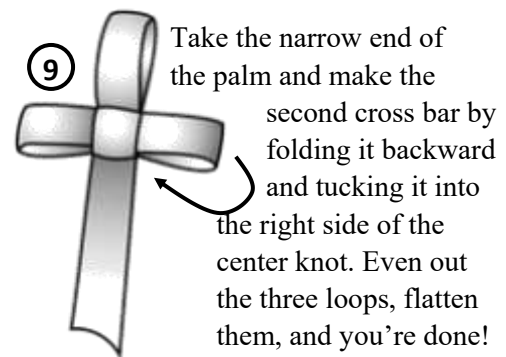 9
Take the narrow end of
the palm and make the
second cross bar by
folding it backward
and tucking it into
the right side of the
center knot. Even out
the three loops, flatten
them, and you’re done!